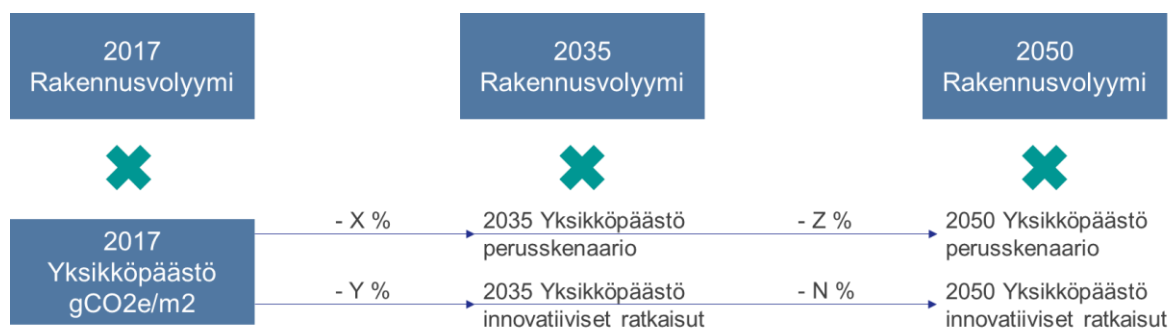 2017
Rakennusvolyymi
2035
Rakennusvolyymi
2050
Rakennusvolyymi
2017
Yksikköpäästö
gCO2e/m2
- X %
2035 Yksikköpäästö
perusskenaario
- Z %
2050 Yksikköpäästö
perusskenaario
- Y %
2035 Yksikköpäästö
innovatiiviset ratkaisut
- N %
2050 Yksikköpäästö
innovatiiviset ratkaisut